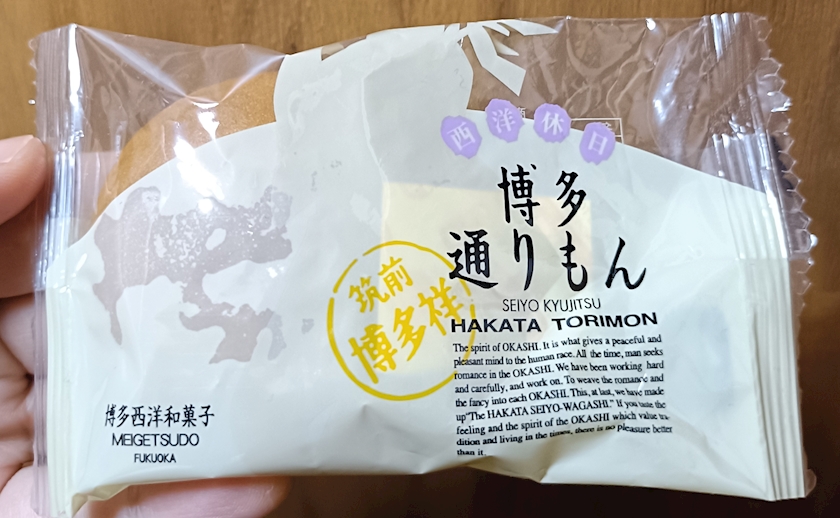 西洋休日
博多
通りもん
SEIYO KYUJITSU
HAKATA TORIMON
The spirit of OKASHI. It is what gives a peaceful and
pleasant mind to the human race. All the time, man seeks
romance in the OKASHI. We have been working hard
and carefully, and work on. To weave the romance and
the fancy into each OKASHI. This, at last, we have made
up"The HAKATA SEIYO-WAGASHI." If you taste the
feeling and the spirit of the OKASHI which value tra-
dition and living in the times, there is no pleasure better
than it.
筑前
博多祥
博多西洋和菓子
MEIGETSUDO
FUKUOKA